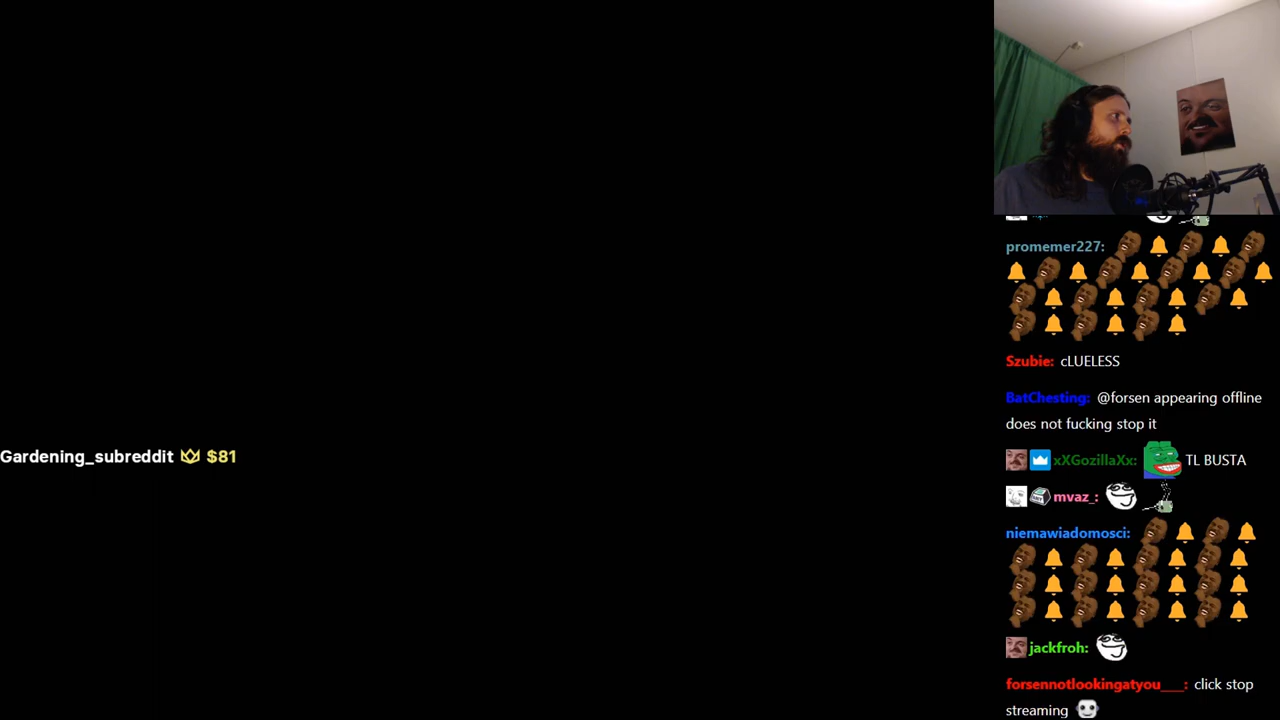 promemer227:
Szubie: cLUELESS
BatChesting: @forsen appearing offline
does not fucking stop it
xXGozillaXx: TL BUSTA
mvaz_:
Gardening_subreddit $81
niemawiadomosci:
jackfroh:
forsennotlookingatyou___: click stop
streaming